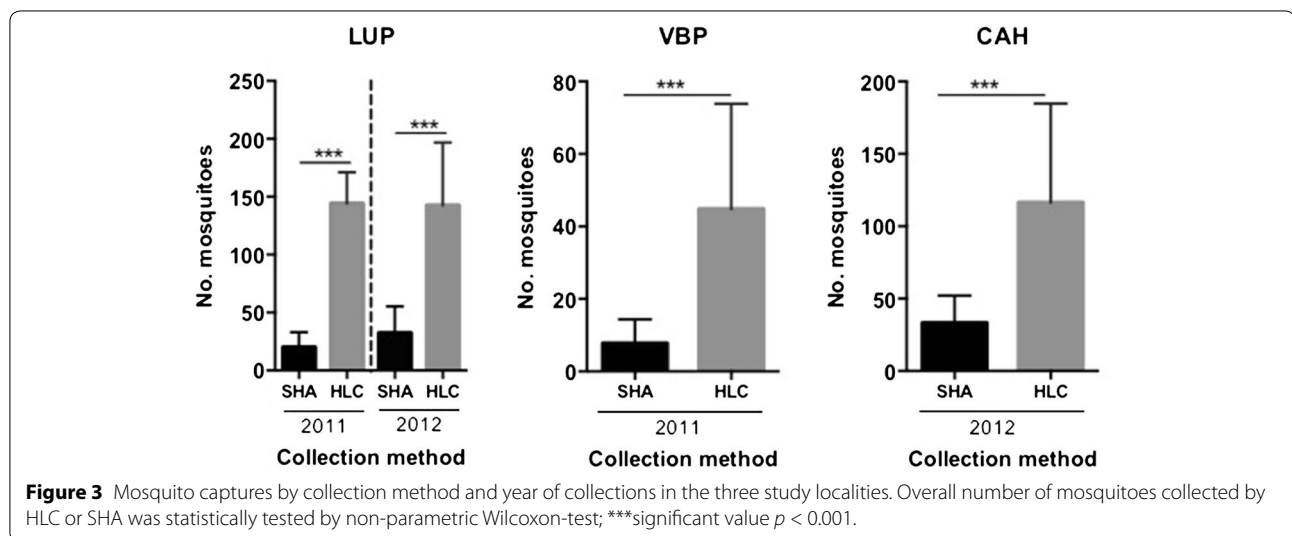 LUP
VBP
CAH
No. mosquitoes
250
200
150
100
50
0
***
***
SHA HLC SHA HLC
2011 2012
Collection method
No. mosquitoes
80
60
40
20
0
***
SHA HLC
2011
Collection method
No. mosquitoes
200
150
100
50
0
***
SHA HLC
2012
Collection method
Figure 3 Mosquito captures by collection method and year of collections in the three study localities. Overall number of mosquitoes collected by
HLC or SHA was statistically tested by non-parametric Wilcoxon-test; ***significant value p < 0.001.